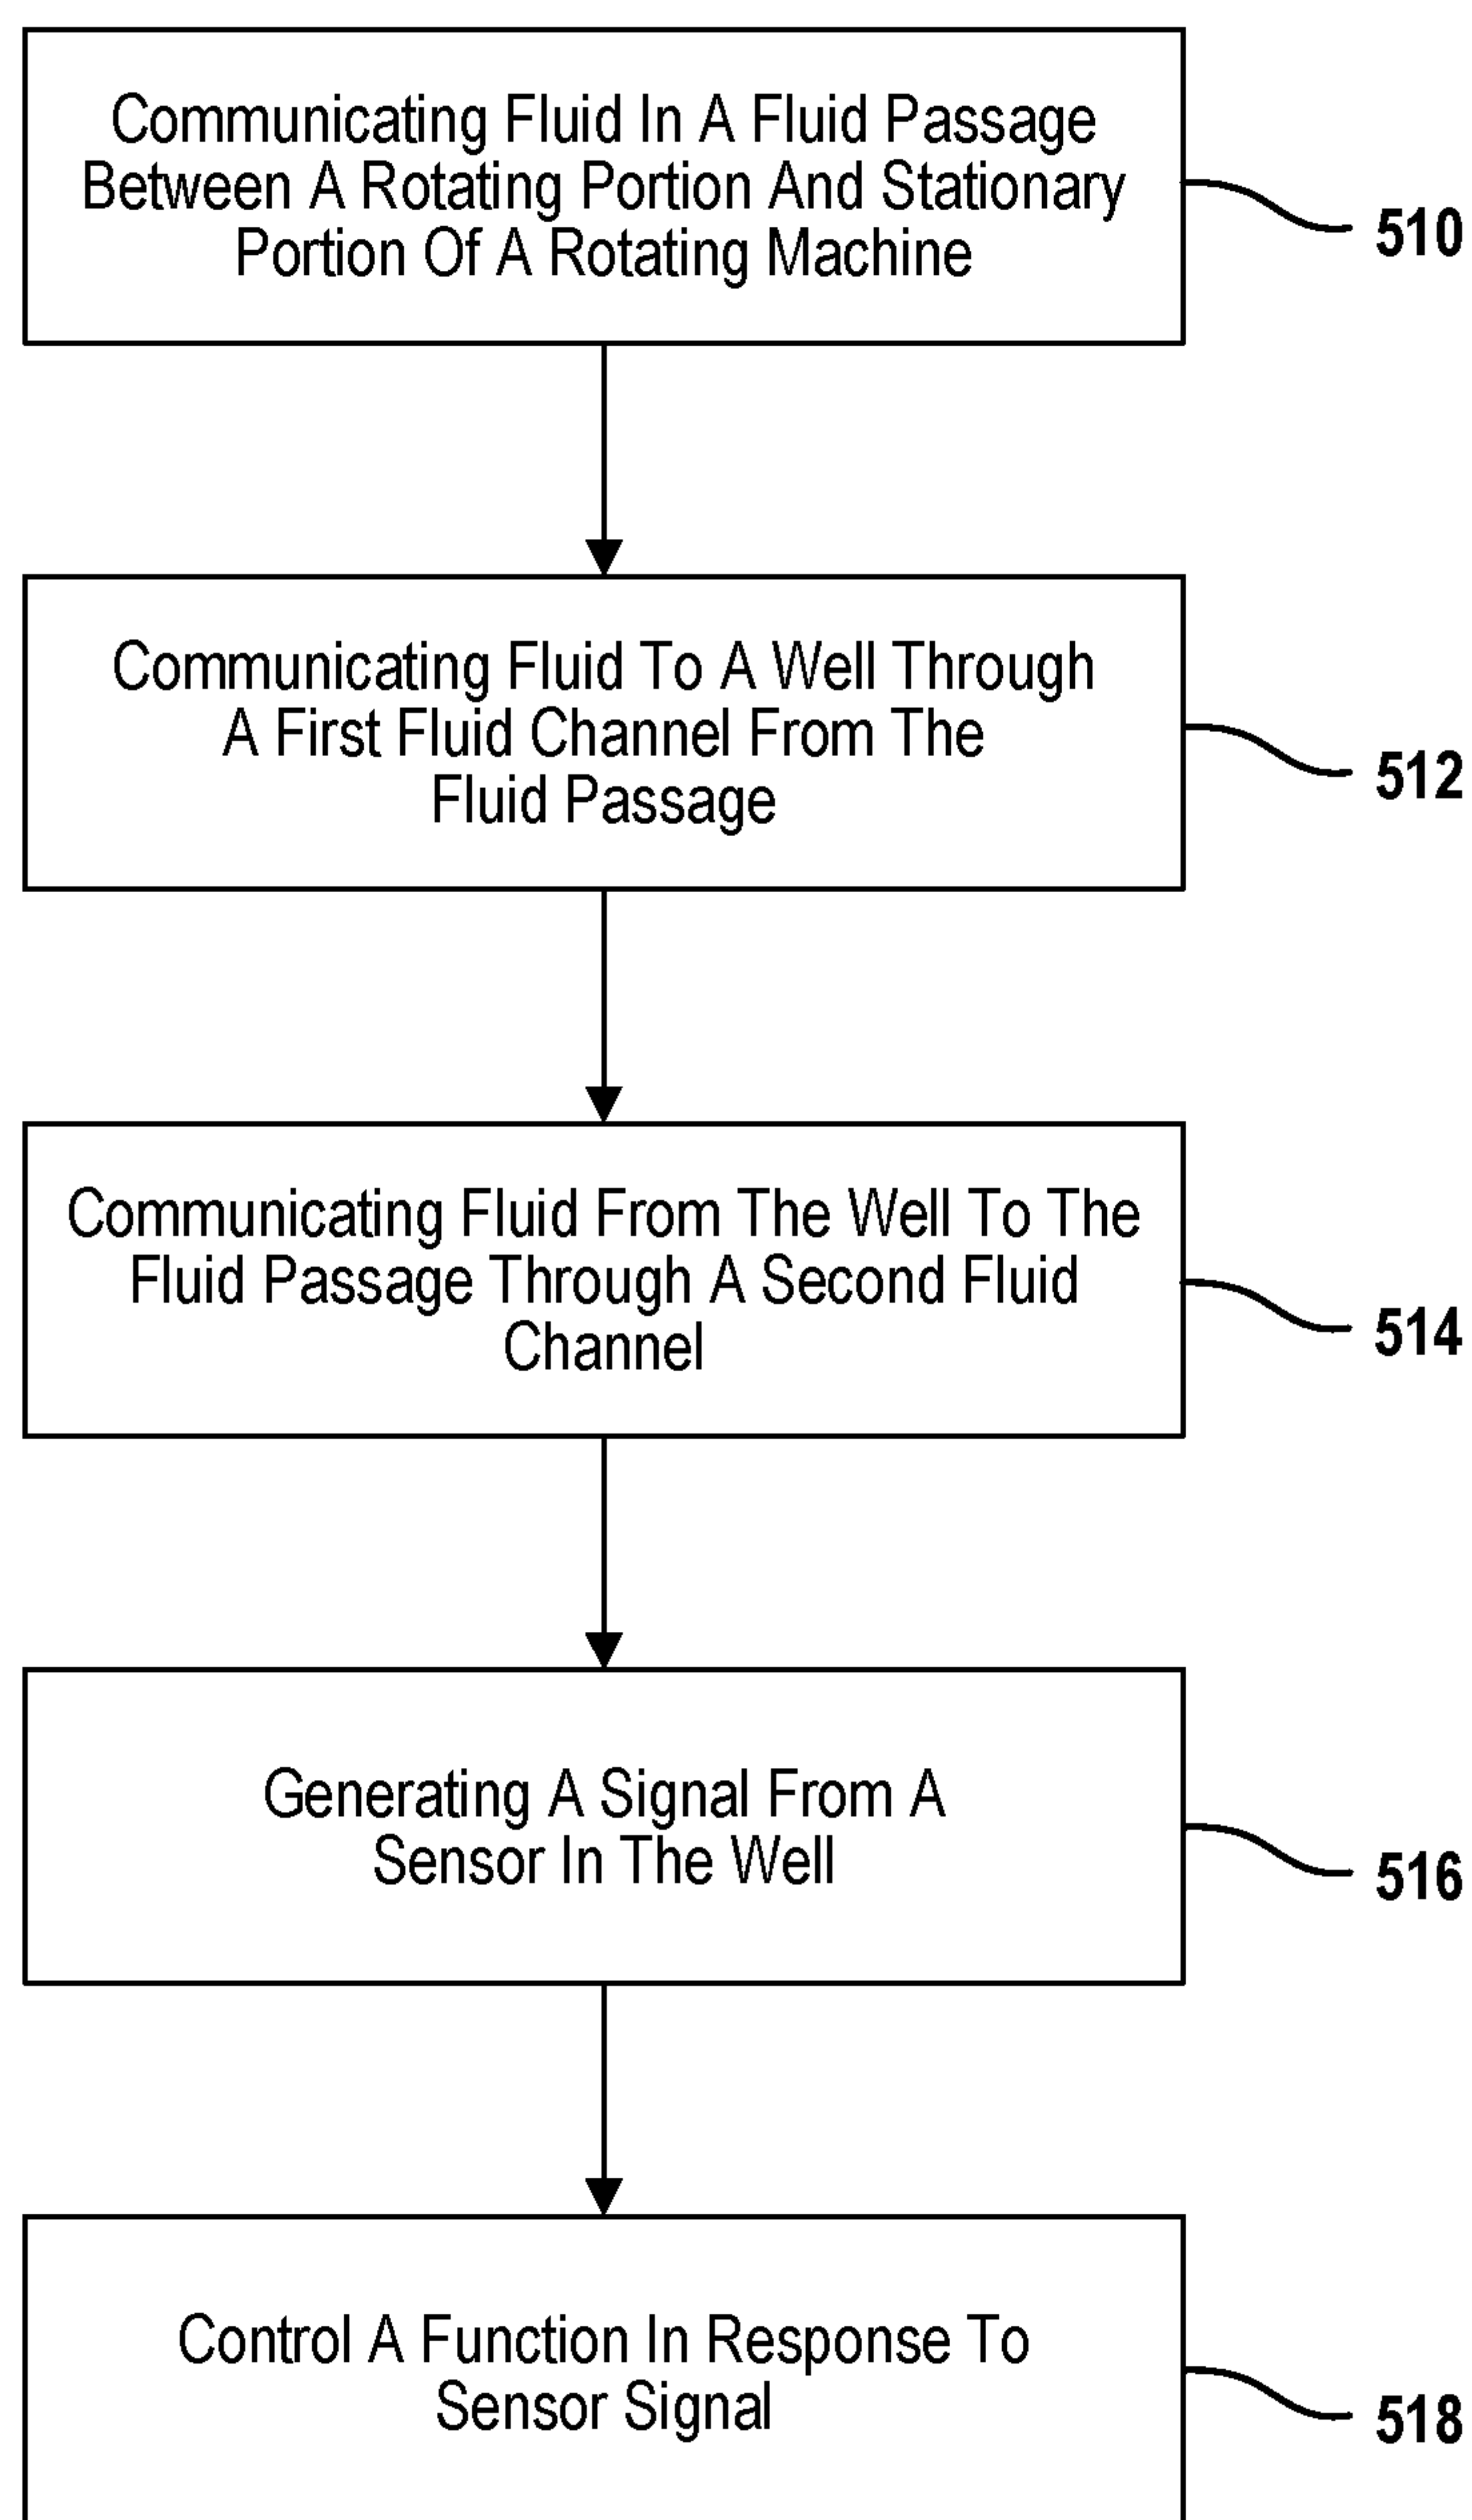 Communicating Fluid In A Fluid Passage
Between A Rotating Portion And Stationary
Portion Of A Rotating Machine
510
Communicating Fluid To A Well Through
A First Fluid Channel From The
Fluid Passage
512
Communicating Fluid From The Well To The
Fluid Passage Through A Second Fluid
Channel
514
Generating A Signal From A
Sensor In The Well
516
Control A Function In Response To
Sensor Signal
518